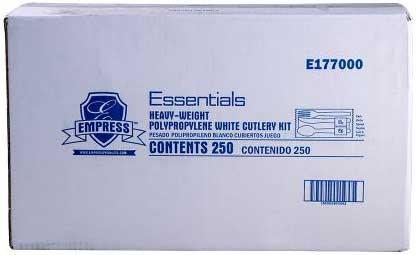 E177000
Essentials
HEAVY-WEIGHT
POLYPROPYLENE WHITE CUTLERY KIT
PESADO POLIPROPILENO BLANCO CUBIERTOS JUEGO
CONTENTS 250 CONTENIDO 250
E
EMPRESS